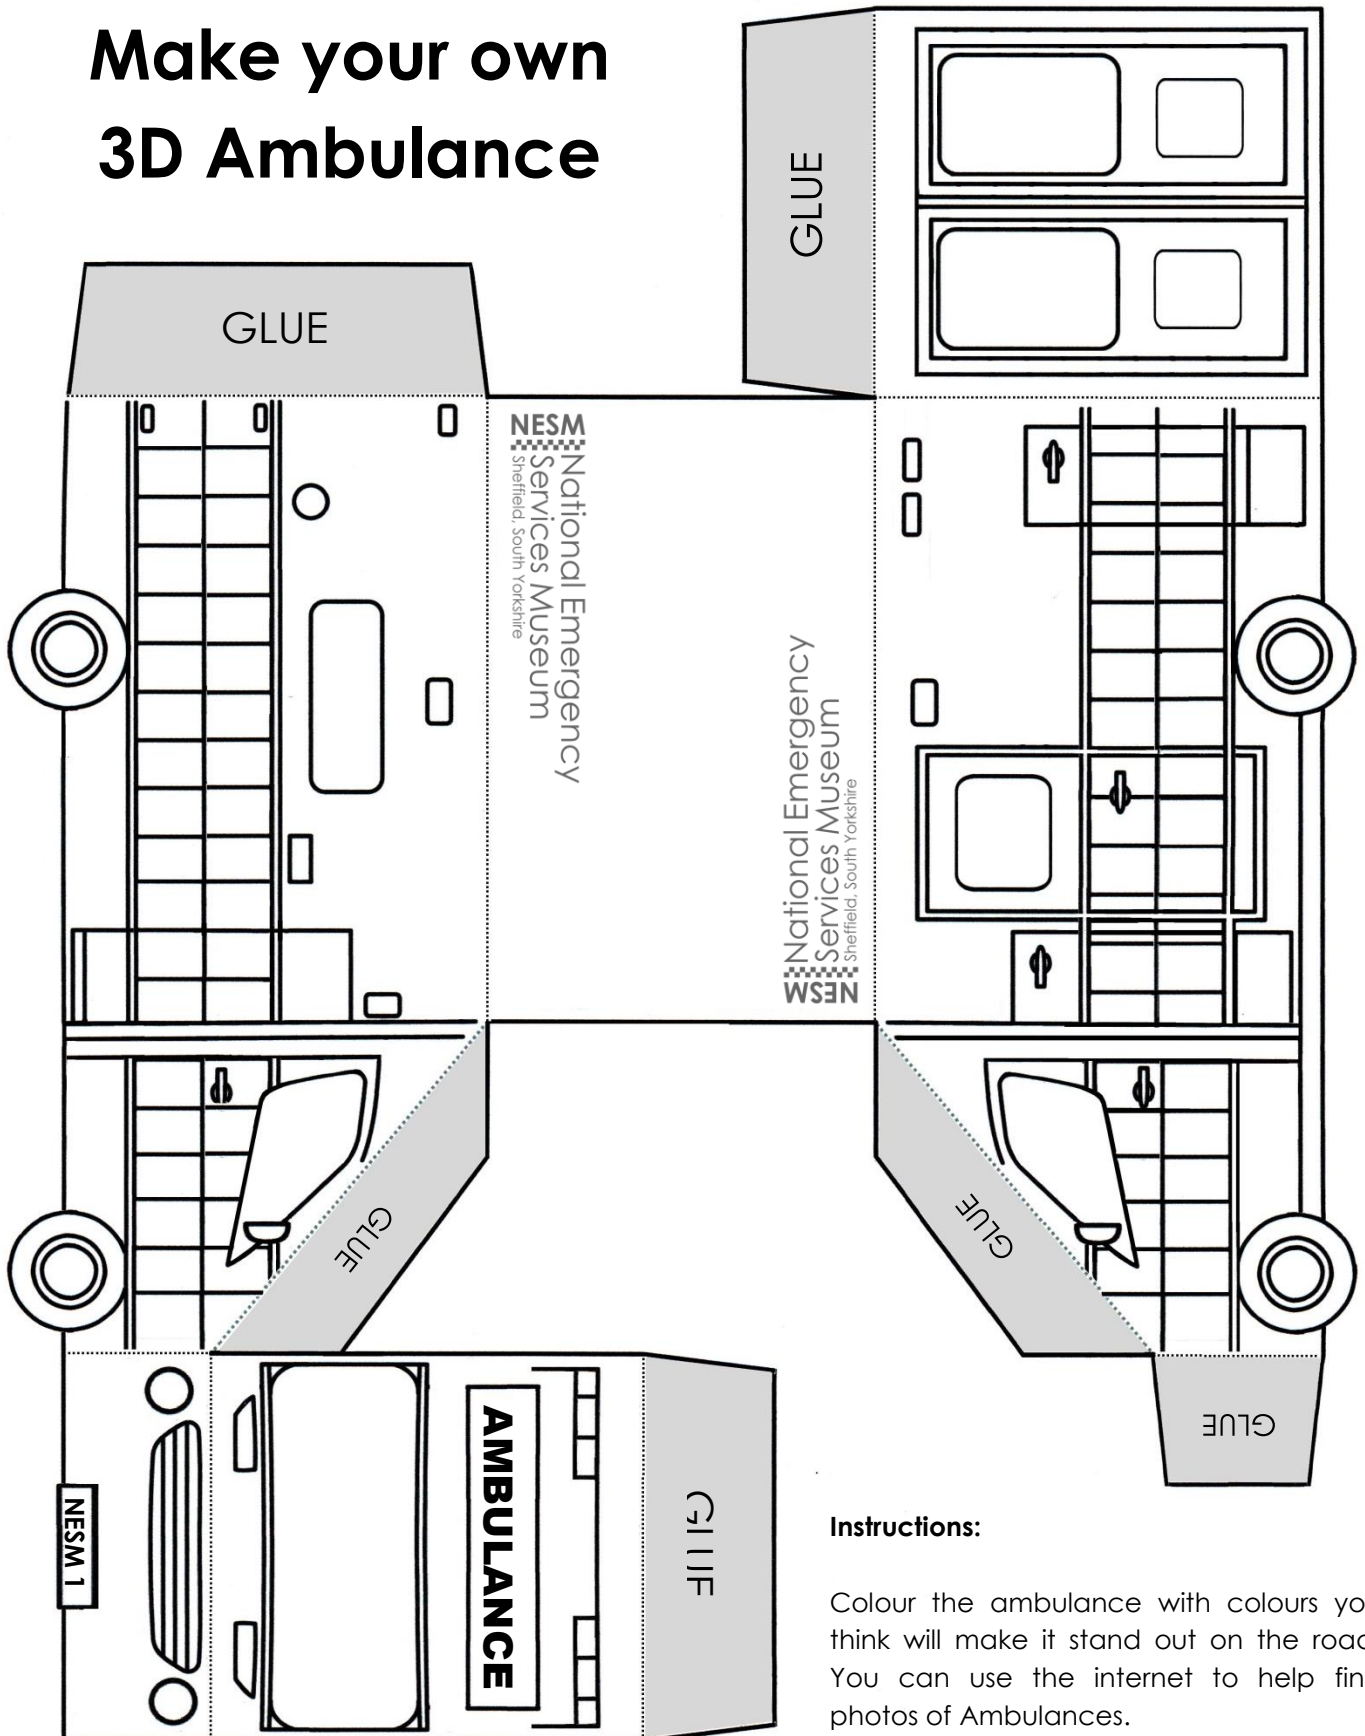 Make your own
3D Ambulance
GLUE
GLUE
NESM
National Emergency
Services Museum
Sheffield, South Yorkshire
National Emergency
Services Museum
Sheffield, South Yorkshire
NESM
GLUE
GLUE
GLUE
AMBULANCE
GLUE
NESM 1
Instructions:
Colour the ambulance with colours you
think will make it stand out on the road
You can use the internet to help fin
photos of Ambulances.